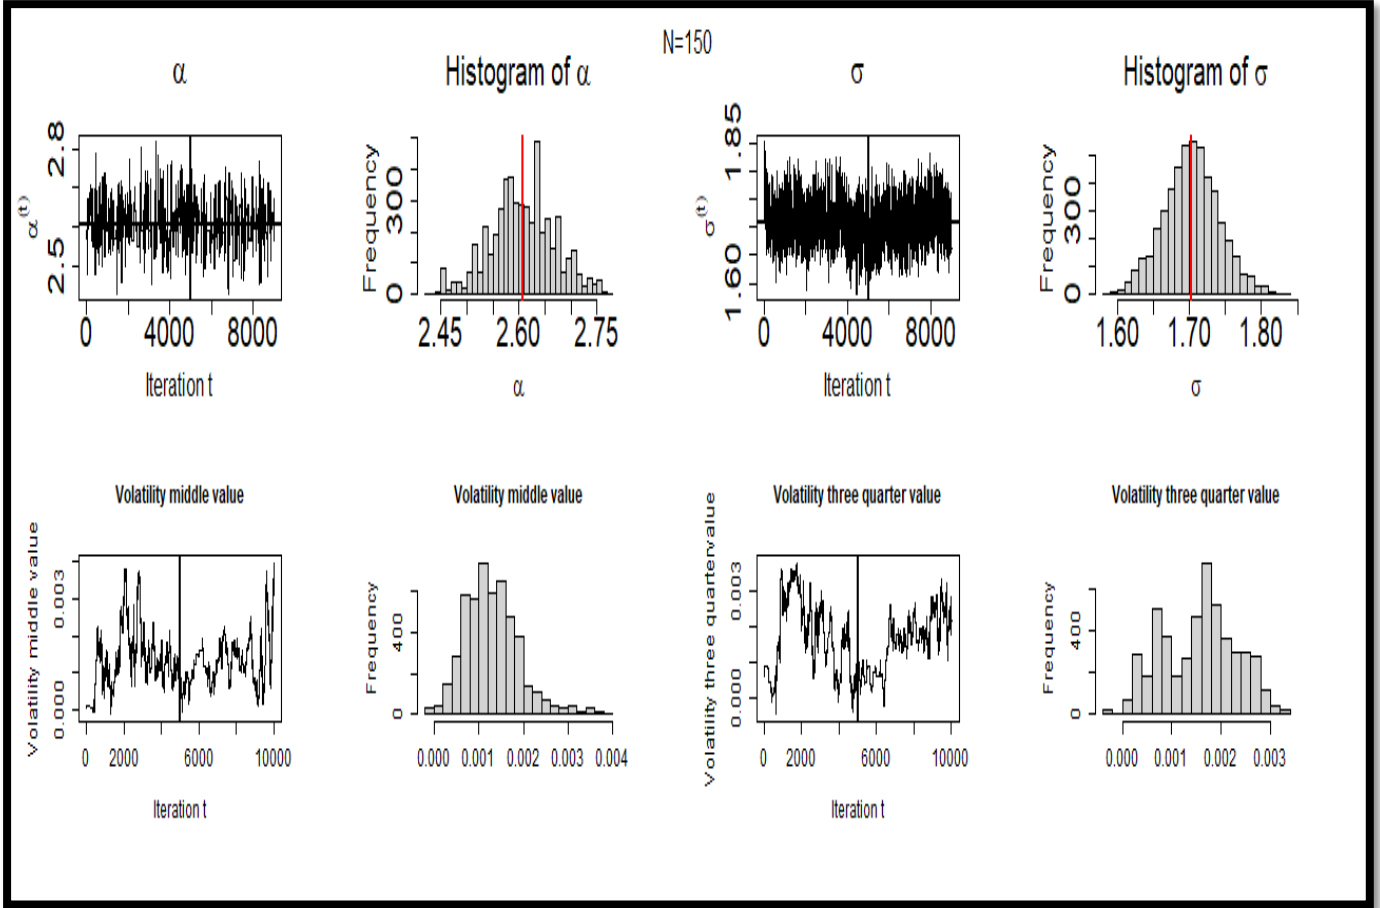 N=150
α
Histogram of α
σ
Histogram of σ
α(t)
2.5 2.8
0 4000 8000
Iteration t
Frequency
0 300
2.45 2.60 2.75
α
σ(t)
1.60 1.85
0 4000 8000
Iteration t
Frequency
0 300
1.60 1.70 1.80
σ
Volatility middle value
Volatility middle value
Volatility three quarter value
Volatility three quarter value
Volatility middle value
0.000 0.003
0 2000 6000 10000
Iteration t
Frequency
0 400
0.000 0.001 0.002 0.003 0.004
Volatility three quartervalue
0.000 0.003
0 2000 6000 10000
Iteration t
Frequency
0 400
0.000 0.001 0.002 0.003